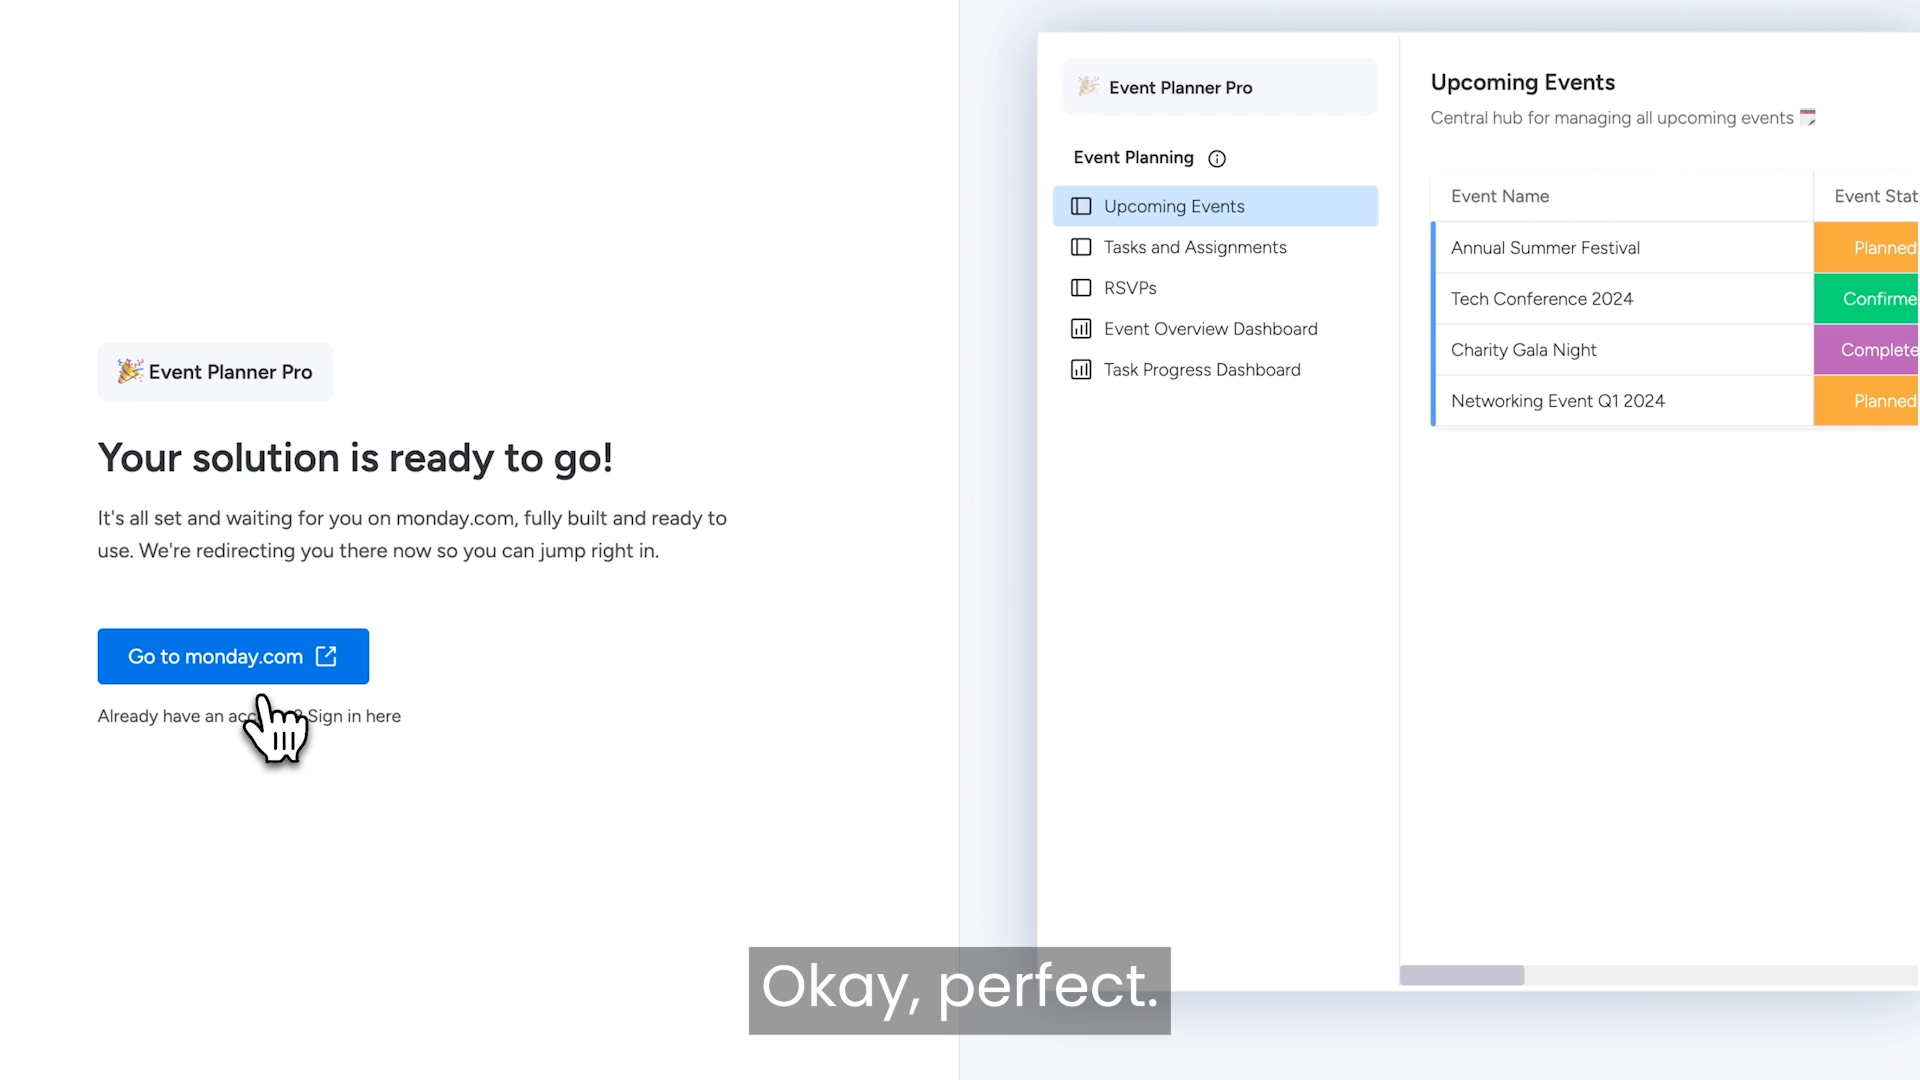 Event Planner Pro
Your solution is ready to go!
It's all set and waiting for you on monday.com, fully built and ready to
use. We're redirecting you there now so you can jump right in.
Go to monday.com
Already have an acc ? Sign in here
Event Planner Pro
Event Planning
Upcoming Events
Tasks and Assignments
RSVPs
Event Overview Dashboard
Task Progress Dashboard
Upcoming Events
Central hub for managing all upcoming events
Event Name Event Stat
Annual Summer Festival Planned
Tech Conference 2024 Confirme
Charity Gala Night Complete
Networking Event Q1 2024 Planned
Okay, perfect.